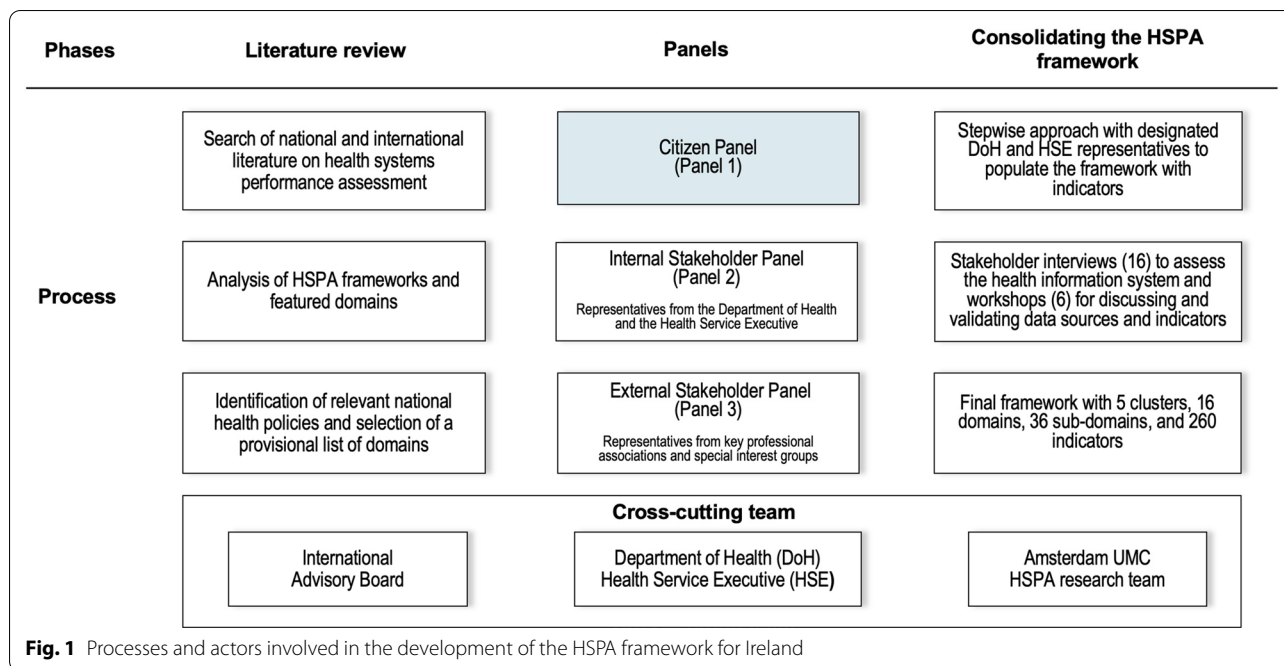 Phases
Literature review
Panels
Consolidating the HSPA
framework
Process
Search of national and international
literature on health systems
performance assessment
Citizen Panel
(Panel 1)
Stepwise approach with designated
DoH and HSE representatives to
populate the framework with
indicators
Analysis of HSPA frameworks and
featured domains
Internal Stakeholder Panel
(Panel 2)
Representatives from the Department of Health
and the Health Service Executive
Stakeholder interviews (16) to assess
the health information system and
workshops (6) for discussing and
validating data sources and indicators
Identification of relevant national
health policies and selection of a
provisional list of domains
External Stakeholder Panel
(Panel 3)
Representatives from key professional
associations and special interest groups
Final framework with 5 clusters, 16
domains, 36 sub-domains, and 260
indicators
Cross-cutting team
International
Advisory Board
Department of Health (DoH)
Health Service Executive (HSE)
Amsterdam UMC
HSPA research team
Fig. 1 Processes and actors involved in the development of the HSPA framework for Ireland